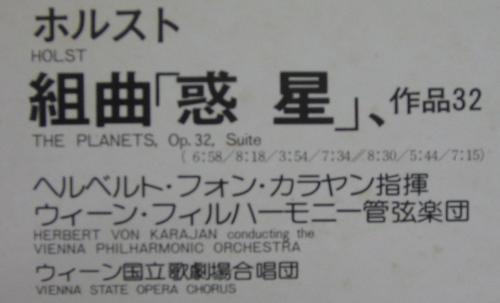 ホルスト
HOLST
組曲「惑星」、作品32
THE PLANETS, Op. 32, Suite
( 6:58/8:18/3:54/7:34//8:30/5:44/7:15)
ヘルベルト・フォン・カラヤン指揮
ウィーン・フィルハーモニー管弦楽団
HERBERT VON KARAJAN conducting the
VIENNA PHILHARMONIC ORCHESTRA
ウィーン国立歌劇場合唱団
VIENNA STATE OPERA CHORUS